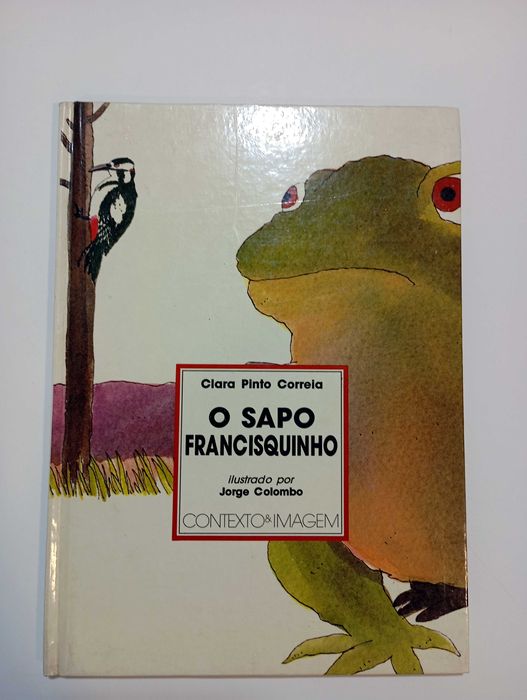 Clara Pinto Correia
O SAPO
FRANCISQUINHO
ilustrado por
Jorge Colombo
CONTEXTO & IMAGEM